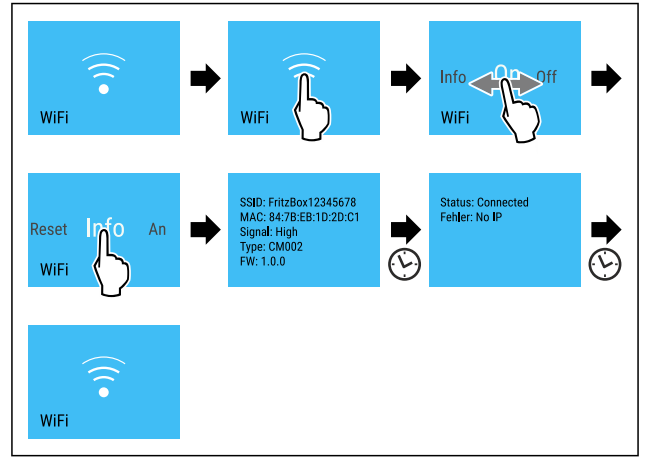 WiFi
WiFi
Info On Off
WiFi
Reset Info An
WiFi
SSID: FritzBox12345678
MAC: 84:7B:EB:1D:2D:C1
Signal: High
Type: CM002
FW: 1.0.0
Status: Connected
Fehler: No IP
WiFi